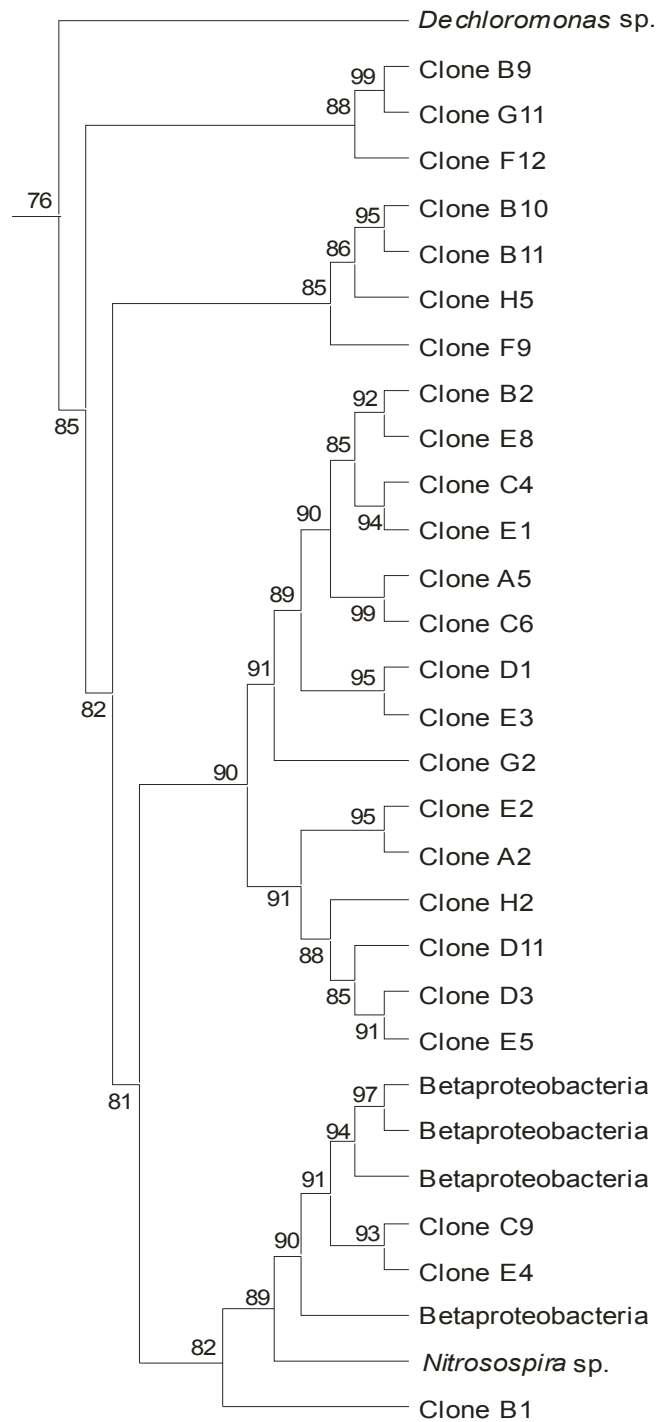 Dechloromonas sp.
99
Clone B9
Clone G11
88
Clone F12
76
Clone B10
95
Clone B11
86
Clone H5
85
Clone F9
85
Clone B2
92
Clone E8
85
Clone C4
94
Clone E1
90
Clone A5
99
Clone C6
89
Clone D1
95
Clone E3
91
82
Clone G2
90
Clone E2
95
Clone A2
91
Clone H2
88
Clone D11
85
Clone D3
91
Clone E5
81
Betaproteobacteria
97
Betaproteobacteria
94
Betaproteobacteria
91
Clone C9
93
Clone E4
90
Betaproteobacteria
89
Nitrosospira sp.
82
Clone B1